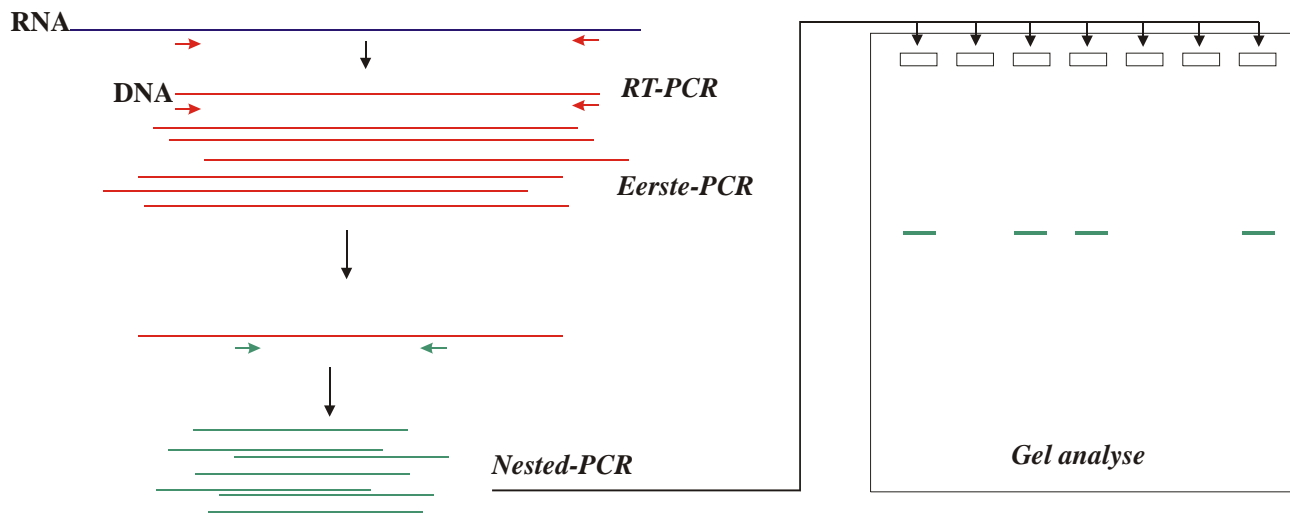 RNA
DNA
RT-PCR
Eerste-PCR
Nested-PCR
Gel analyse